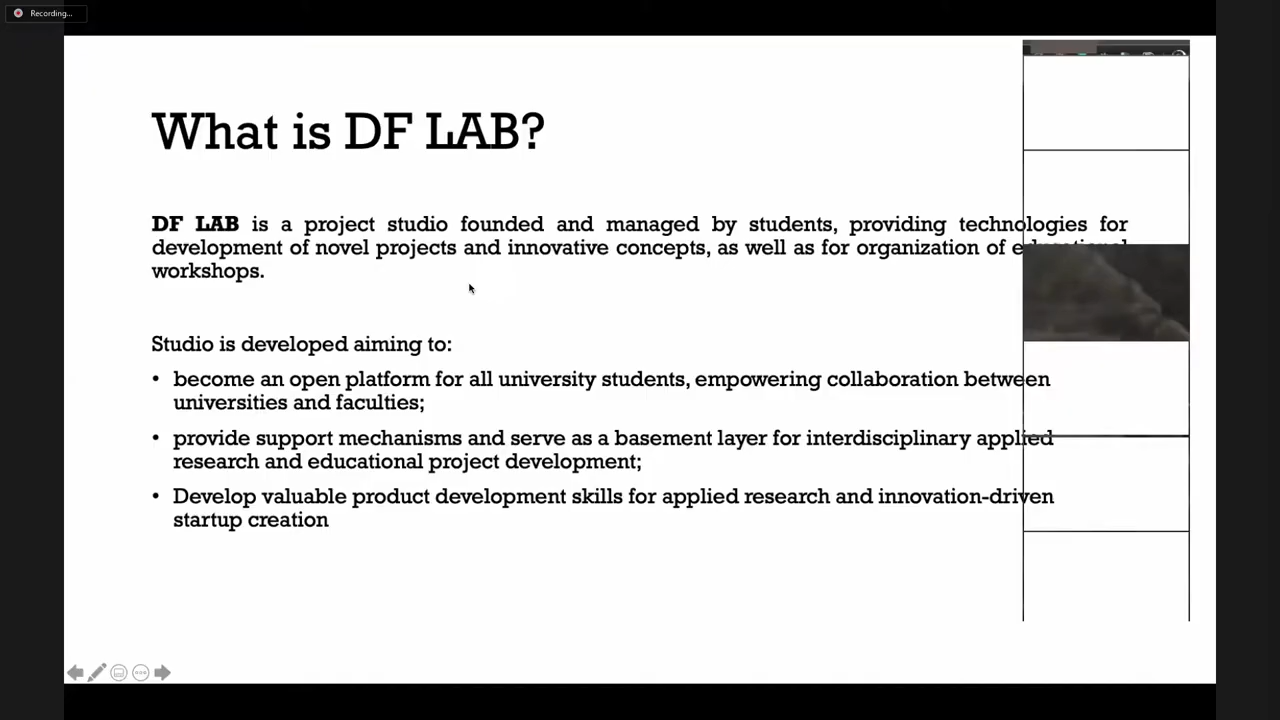 Recording...
What is DF LAB?
DF LAB is a project studio founded and managed by students, providing technologies for
development of novel projects and innovative concepts, as well as for organization of educational
workshops.
Studio is developed aiming to:
• become an open platform for all university students, empowering collaboration between
universities and faculties;
• provide support mechanisms and serve as a basement layer for interdisciplinary applied
research and educational project development;
• Develop valuable product development skills for applied research and innovation-driven
startup creation